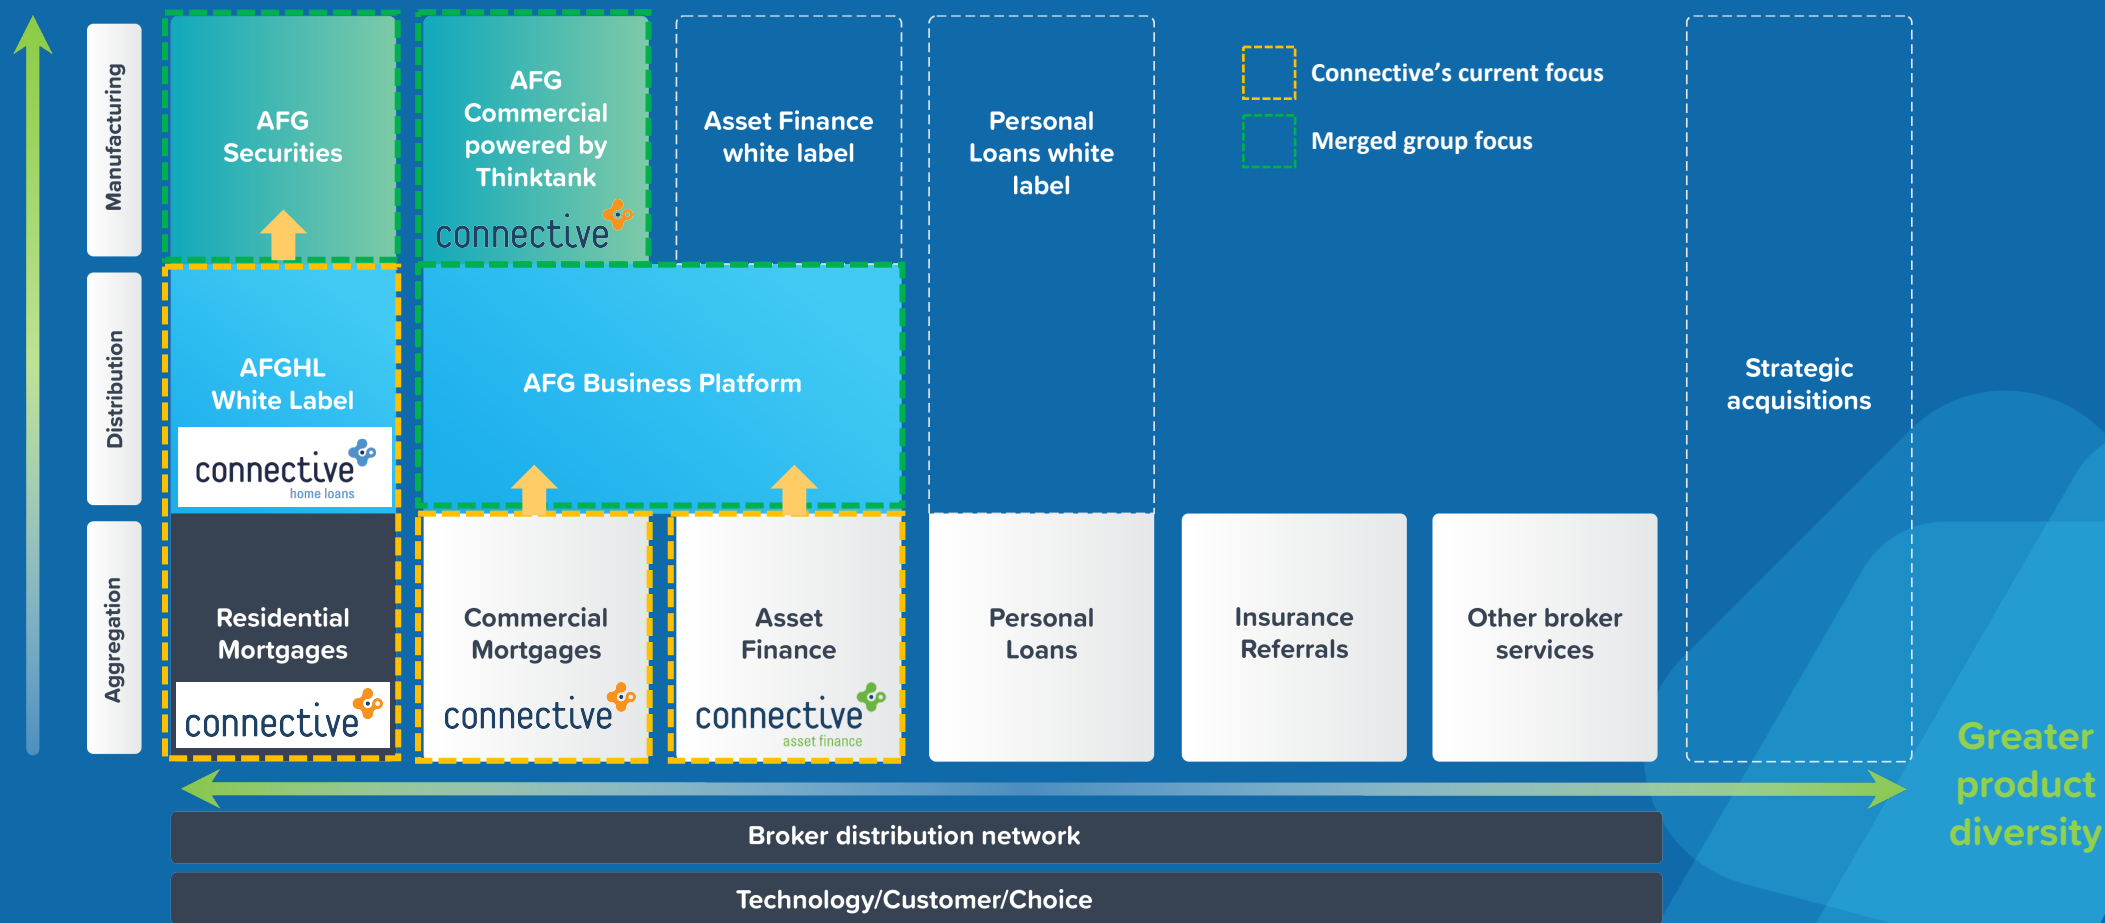 Manufacturing
AFG
Securities
AFG
Commercial
powered by
Thinktank
connective
Asset Finance
white label
Personal
Loans white
label
Connective's current focus
Merged group focus
Distribution
AFGHL
White Label
connective
home loans
AFG Business Platform
Strategic
acquisitions
Aggregation
Residential
Mortgages
connective
Commercial
Mortgages
connective
Asset
Finance
connective
asset finance
Personal
Loans
Insurance
Referrals
Other broker
services
Greater
product
diversity
Broker distribution network
Technology/Customer/Choice